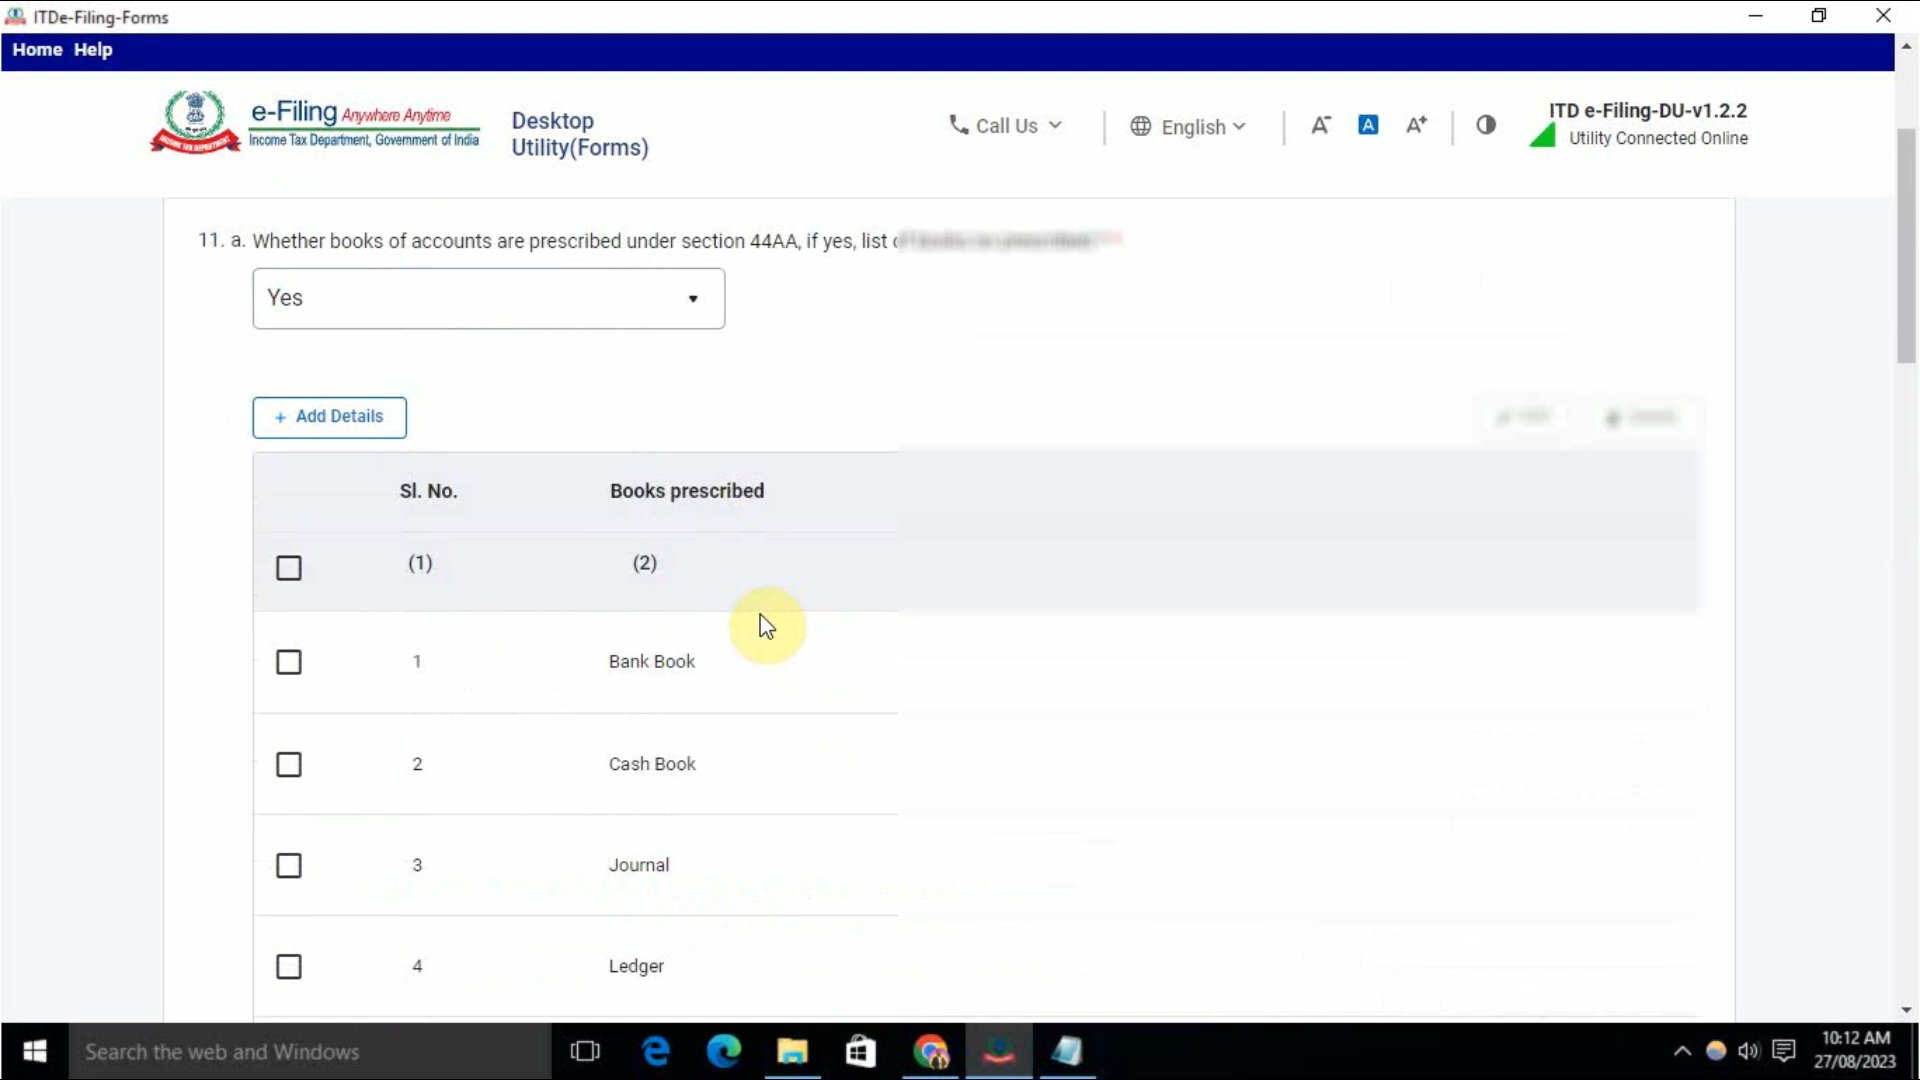 ITDe-Filing-Forms
Home Help
e-Filing Anywhere Anytime
Income Tax Department, Government of India
INCOME TAX DEPARTMENT
Desktop
Utility(Forms)
Call Us
English
A-
A
A+
ITD e-Filing-DU-v1.2.2
Utility Connected Online
11. a. Whether books of accounts are prescribed under section 44AA, if yes, list
Yes
+ Add Details
Sl. No. Books prescribed
(1) (2)
1 Bank Book
2 Cash Book
3 Journal
4 Ledger
Search the web and Windows
10:12 AM
27/08/2023